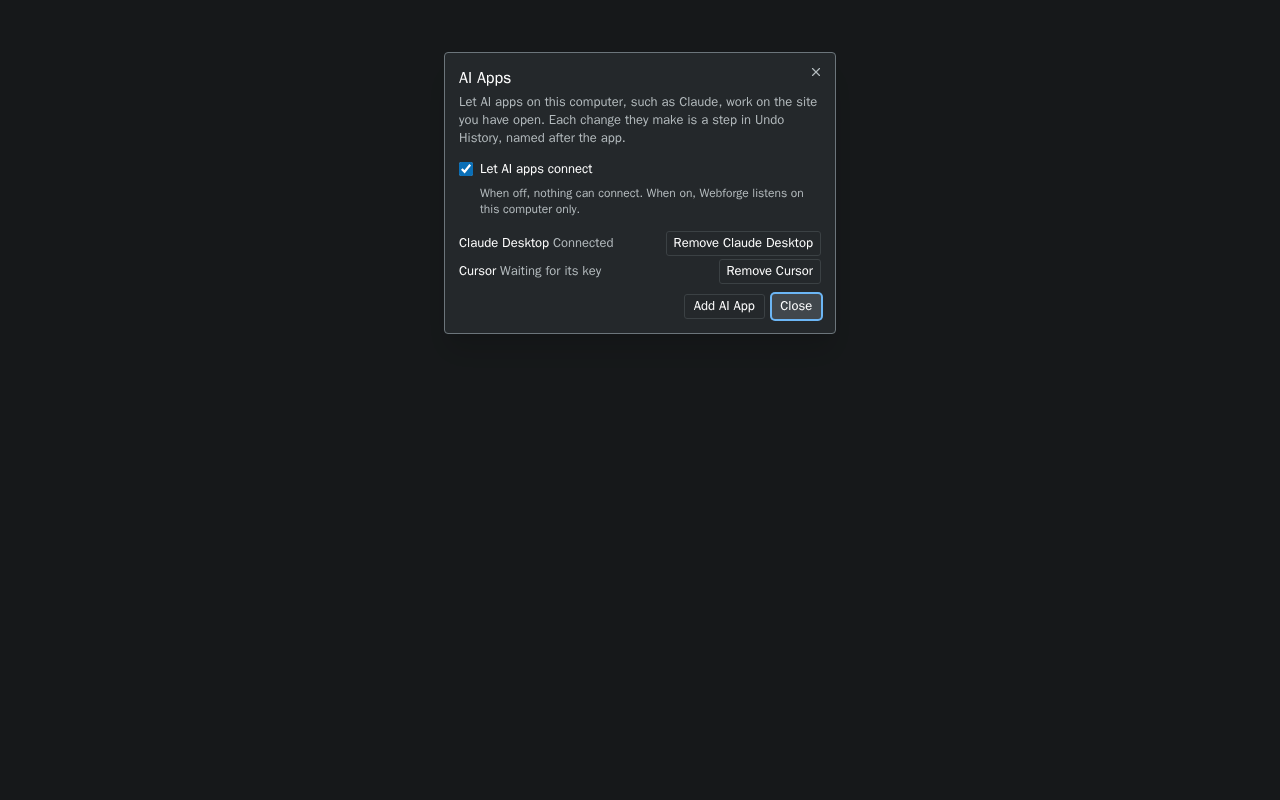 AI Apps
Let AI apps on this computer, such as Claude, work on the site
you have open. Each change they make is a step in Undo
History, named after the app.
Let AI apps connect
When off, nothing can connect. When on, Webforge listens on
this computer only.
Claude Desktop Connected
Remove Claude Desktop
Cursor Waiting for its key
Remove Cursor
Add AI App
Close